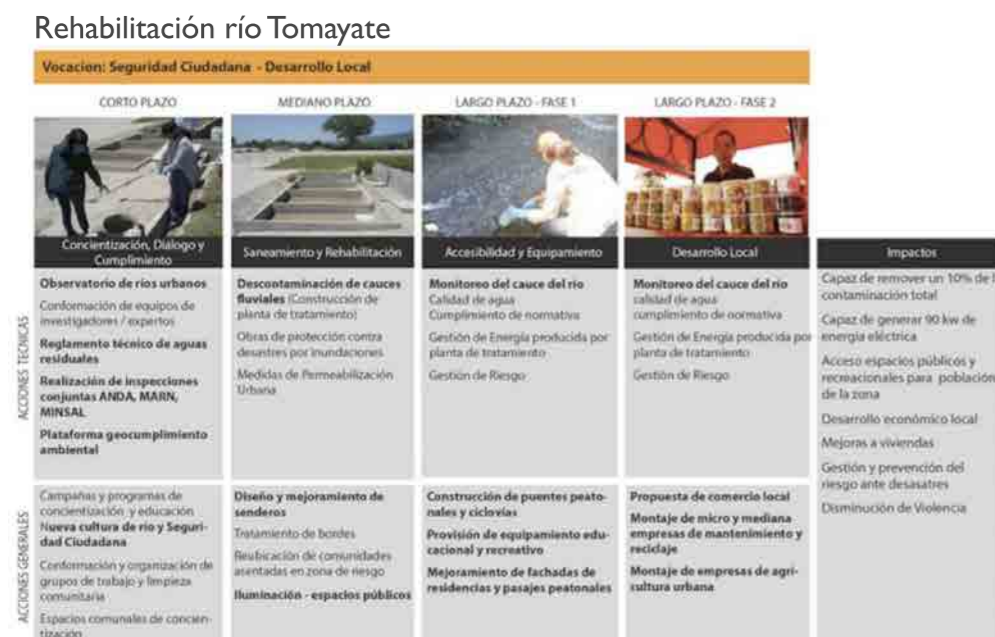 Rehabilitación río Tomayate
Vocacion: Seguridad Ciudadana - Desarrollo Local
CORTO PLAZO
MEDIANO PLAZO
LARGO PLAZO - FASE 1
LARGO PLAZO - FASE 2
Concientización, Diálogo y
Cumplimiento
Saneamiento y Rehabilitación
Accesibilidad y Equipamiento
Desarrollo Local
Impactos
ACCIONES TECNICAS
Observatorio de ríos urbanos
Conformación de equipos de
investigadores / expertos
Reglamento técnico de aguas
residuales
Realización de inspecciones
conjuntas ANDA, MARN,
MINSAL
Plataforma geocumplimiento
ambiental
Descontaminación de cauces
fluviales (Construcción de
planta de tratamiento)
Obras de protección contra
desastres por inundaciones
Medidas de Permeabilización
Urbana
Monitoreo del cauce del río
Calidad de agua
Cumplimiento de normativa
Gestión de Energía producida por
planta de tratamiento
Gestión de Riesgo
Monitoreo del cauce del río
calidad de agua
cumplimiento de normativa
Gestión de Energía producida por
planta de tratamiento
Gestión de Riesgo
Capaz de remover un 10% de
contaminación total
Capaz de generar 90 kw de
energía eléctrica
Acceso espacios públicos y
recreacionales para población
de la zona
Desarrollo económico local
Mejoras a viviendas
Gestión y prevención del
riesgo ante desasatres
Disminución de Violencia
ACCIONES GENERALES
Campañas y programas de
concientización y educación
Nueva cultura de río y Seguri-
dad Ciudadana
Conformación y organización de
grupos de trabajo y limpieza
comunitaria
Espacios comunales de concien-
tización
Diseño y mejoramiento de
senderos
Tratamiento de bordes
Reubicación de comunidades
asentadas en zona de riesgo
Iluminación - espacios públicos
Construcción de puentes peato-
nales y ciclovías
Provisión de equipamiento edu-
cacional y recreativo
Mejoramiento de fachadas de
residencias y pasajes peatonales
Propuesta de comercio local
Montaje de micro y mediana
empresas de mantenimiento y
reciclaje
Montaje de empresas de agri-
cultura urbana